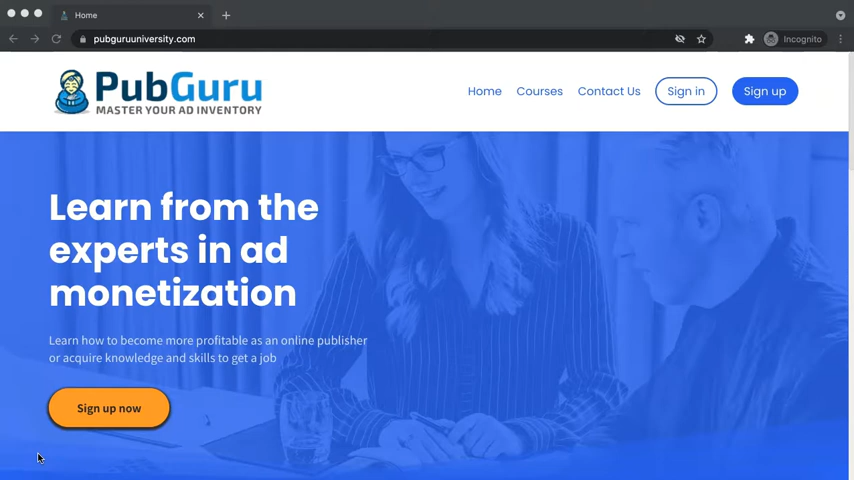 Home
pubguruuniversity.com
Incognito
PubGuru
MASTER YOUR AD INVENTORY
Home Courses Contact Us Sign in Sign up
Learn from the
experts in ad
monetization
Learn how to become more profitable as an online publisher
or acquire knowledge and skills to get a job
Sign up now